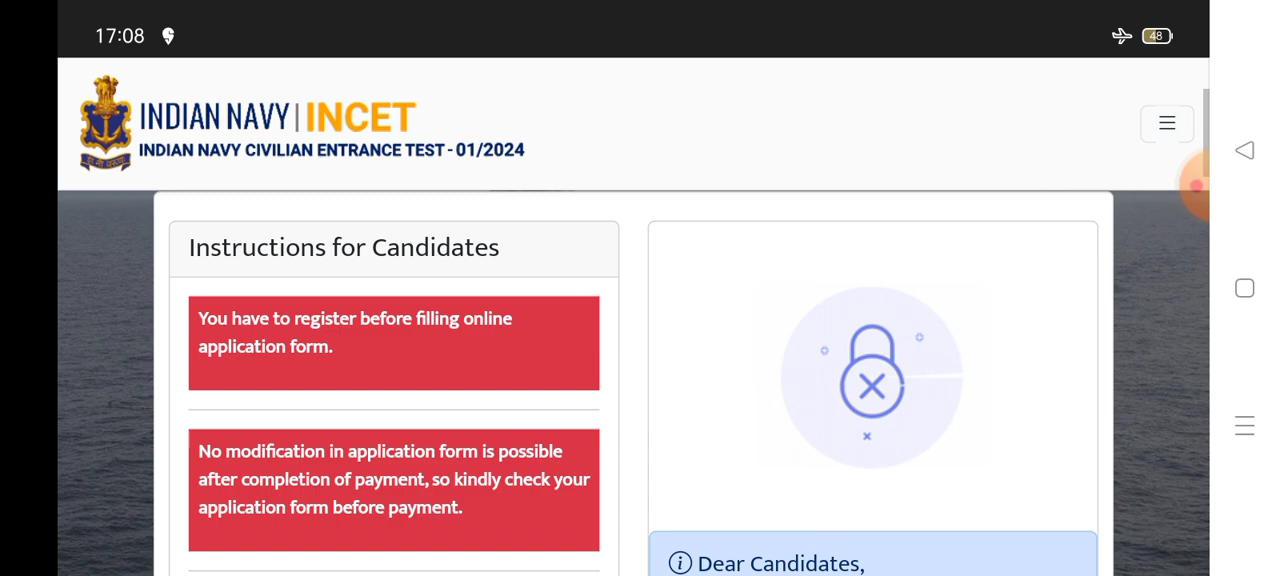 17:08
48
INDIAN NAVY | INCET
INDIAN NAVY CIVILIAN ENTRANCE TEST - 01/2024
Instructions for Candidates
You have to register before filling online
application form.
No modification in application form is possible
after completion of payment, so kindly check your
application form before payment.
Dear Candidates,